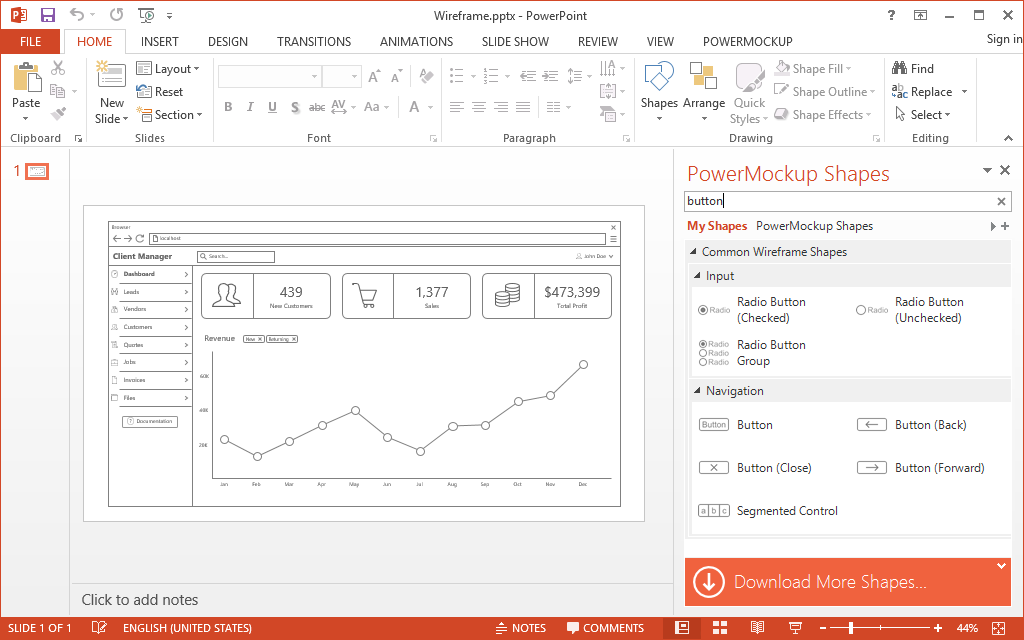 Wireframe.pptx - PowerPoint
?
FILE HOME INSERT DESIGN TRANSITIONS ANIMATIONS SLIDE SHOW REVIEW VIEW POWERMOCKUP Sign in
Paste
Clipboard
New
Slide
Layout
Reset
Section
Slides
B I U S abc AV Aa A
Font
Paragraph
Shapes
Arrange
Quick
Styles
Shape Fill
Shape Outline
Shape Effects
Drawing
Find
Replace
Select
Editing
1
Browser
localhost
Client Manager
Search...
John Doe
Dashboard
Leads
Vendors
Customers
Quotes
Jobs
Invoices
Files
Documentation
439
New Customers
1,377
Sales
$473,399
Total Profit
Revenue New Returning
60K
40K
20K
Jan Feb Mar Apr May Jun Jul Aug Sep Oct Nov Dec
Click to add notes
PowerMockup Shapes
button
My Shapes PowerMockup Shapes
Common Wireframe Shapes
Input
Radio Radio Button
(Checked)
Radio Radio Button
(Unchecked)
Radio
Radio
Radio
Radio Button
Group
Navigation
Button Button
Button (Back)
Button (Close)
Button (Forward)
a b c Segmented Control
Download More Shapes...
SLIDE 1 OF 1 ENGLISH (UNITED STATES) NOTES COMMENTS 44%